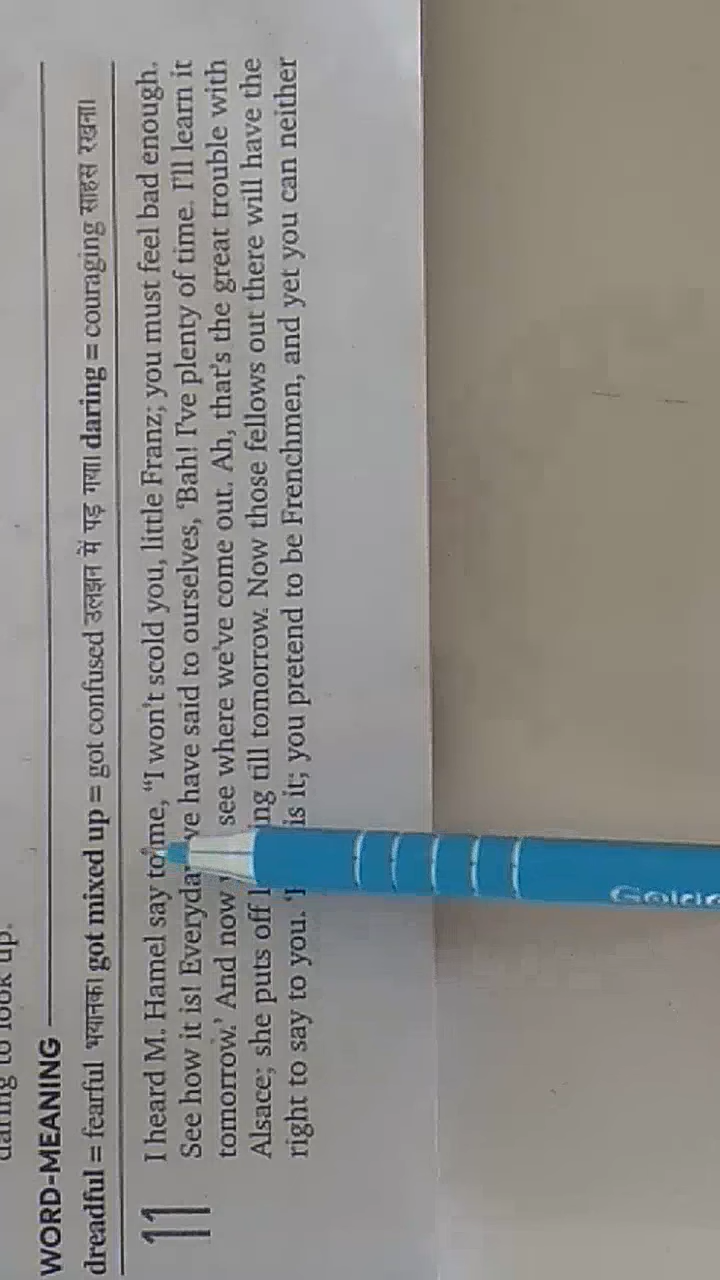 daring to look up.
WORD-MEANING
dreadful = fearful भयानक। got mixed up = got confused उलझन में पड़ गया। daring = couraging साहस रखना।
11 I heard M. Hamel say to me, “I won't scold you, little Franz; you must feel bad enough.
See how it is! Everyday have said to ourselves, ‘Bah! I've plenty of time. I'll learn it
tomorrow.’ And now see where we've come out. Ah, that's the great trouble with
Alsace; she puts off till tomorrow. Now those fellows out there will have the
right to say to you. is it; you pretend to be Frenchmen, and yet you can neither